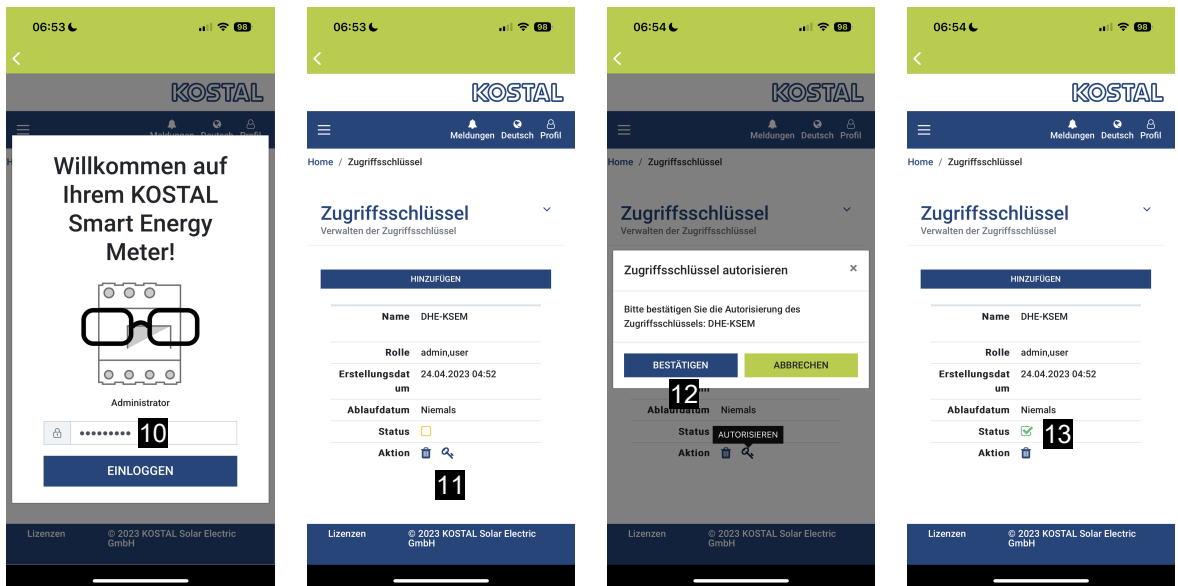 06:53
98
KOSTAL
Meldungen Deutsch Profil
Willkommen auf
Ihrem KOSTAL
Smart Energy
Meter!
Administrator
10
EINLOGGEN
Lizenzen © 2023 KOSTAL Solar Electric
GmbH
06:53
98
KOSTAL
Meldungen Deutsch Profil
Home / Zugriffsschlüssel
Zugriffsschlüssel
Verwalten der Zugriffsschlüssel
HINZUFÜGEN
Name DHE-KSEM
Rolle admin,user
Erstellungsdat 24.04.2023 04:52
um
Ablaufdatum Niemals
Status
Aktion
11
Lizenzen © 2023 KOSTAL Solar Electric
GmbH
06:54
98
KOSTAL
Meldungen Deutsch Profil
Home / Zugriffsschlüssel
Zugriffsschlüssel
Verwalten der Zugriffsschlüssel
Zugriffsschlüssel autorisieren ×
Bitte bestätigen Sie die Autorisierung des
Zugriffsschlüssels: DHE-KSEM
BESTÄTIGEN ABBRECHEN
12
um
Ablaufdatum Niemals
Status AUTORISIEREN
Aktion
Lizenzen © 2023 KOSTAL Solar Electric
GmbH
06:54
98
KOSTAL
Meldungen Deutsch Profil
Home / Zugriffsschlüssel
Zugriffsschlüssel
Verwalten der Zugriffsschlüssel
HINZUFÜGEN
Name DHE-KSEM
Rolle admin,user
Erstellungsdat 24.04.2023 04:52
um
Ablaufdatum Niemals
Status 13
Aktion
Lizenzen © 2023 KOSTAL Solar Electric
GmbH